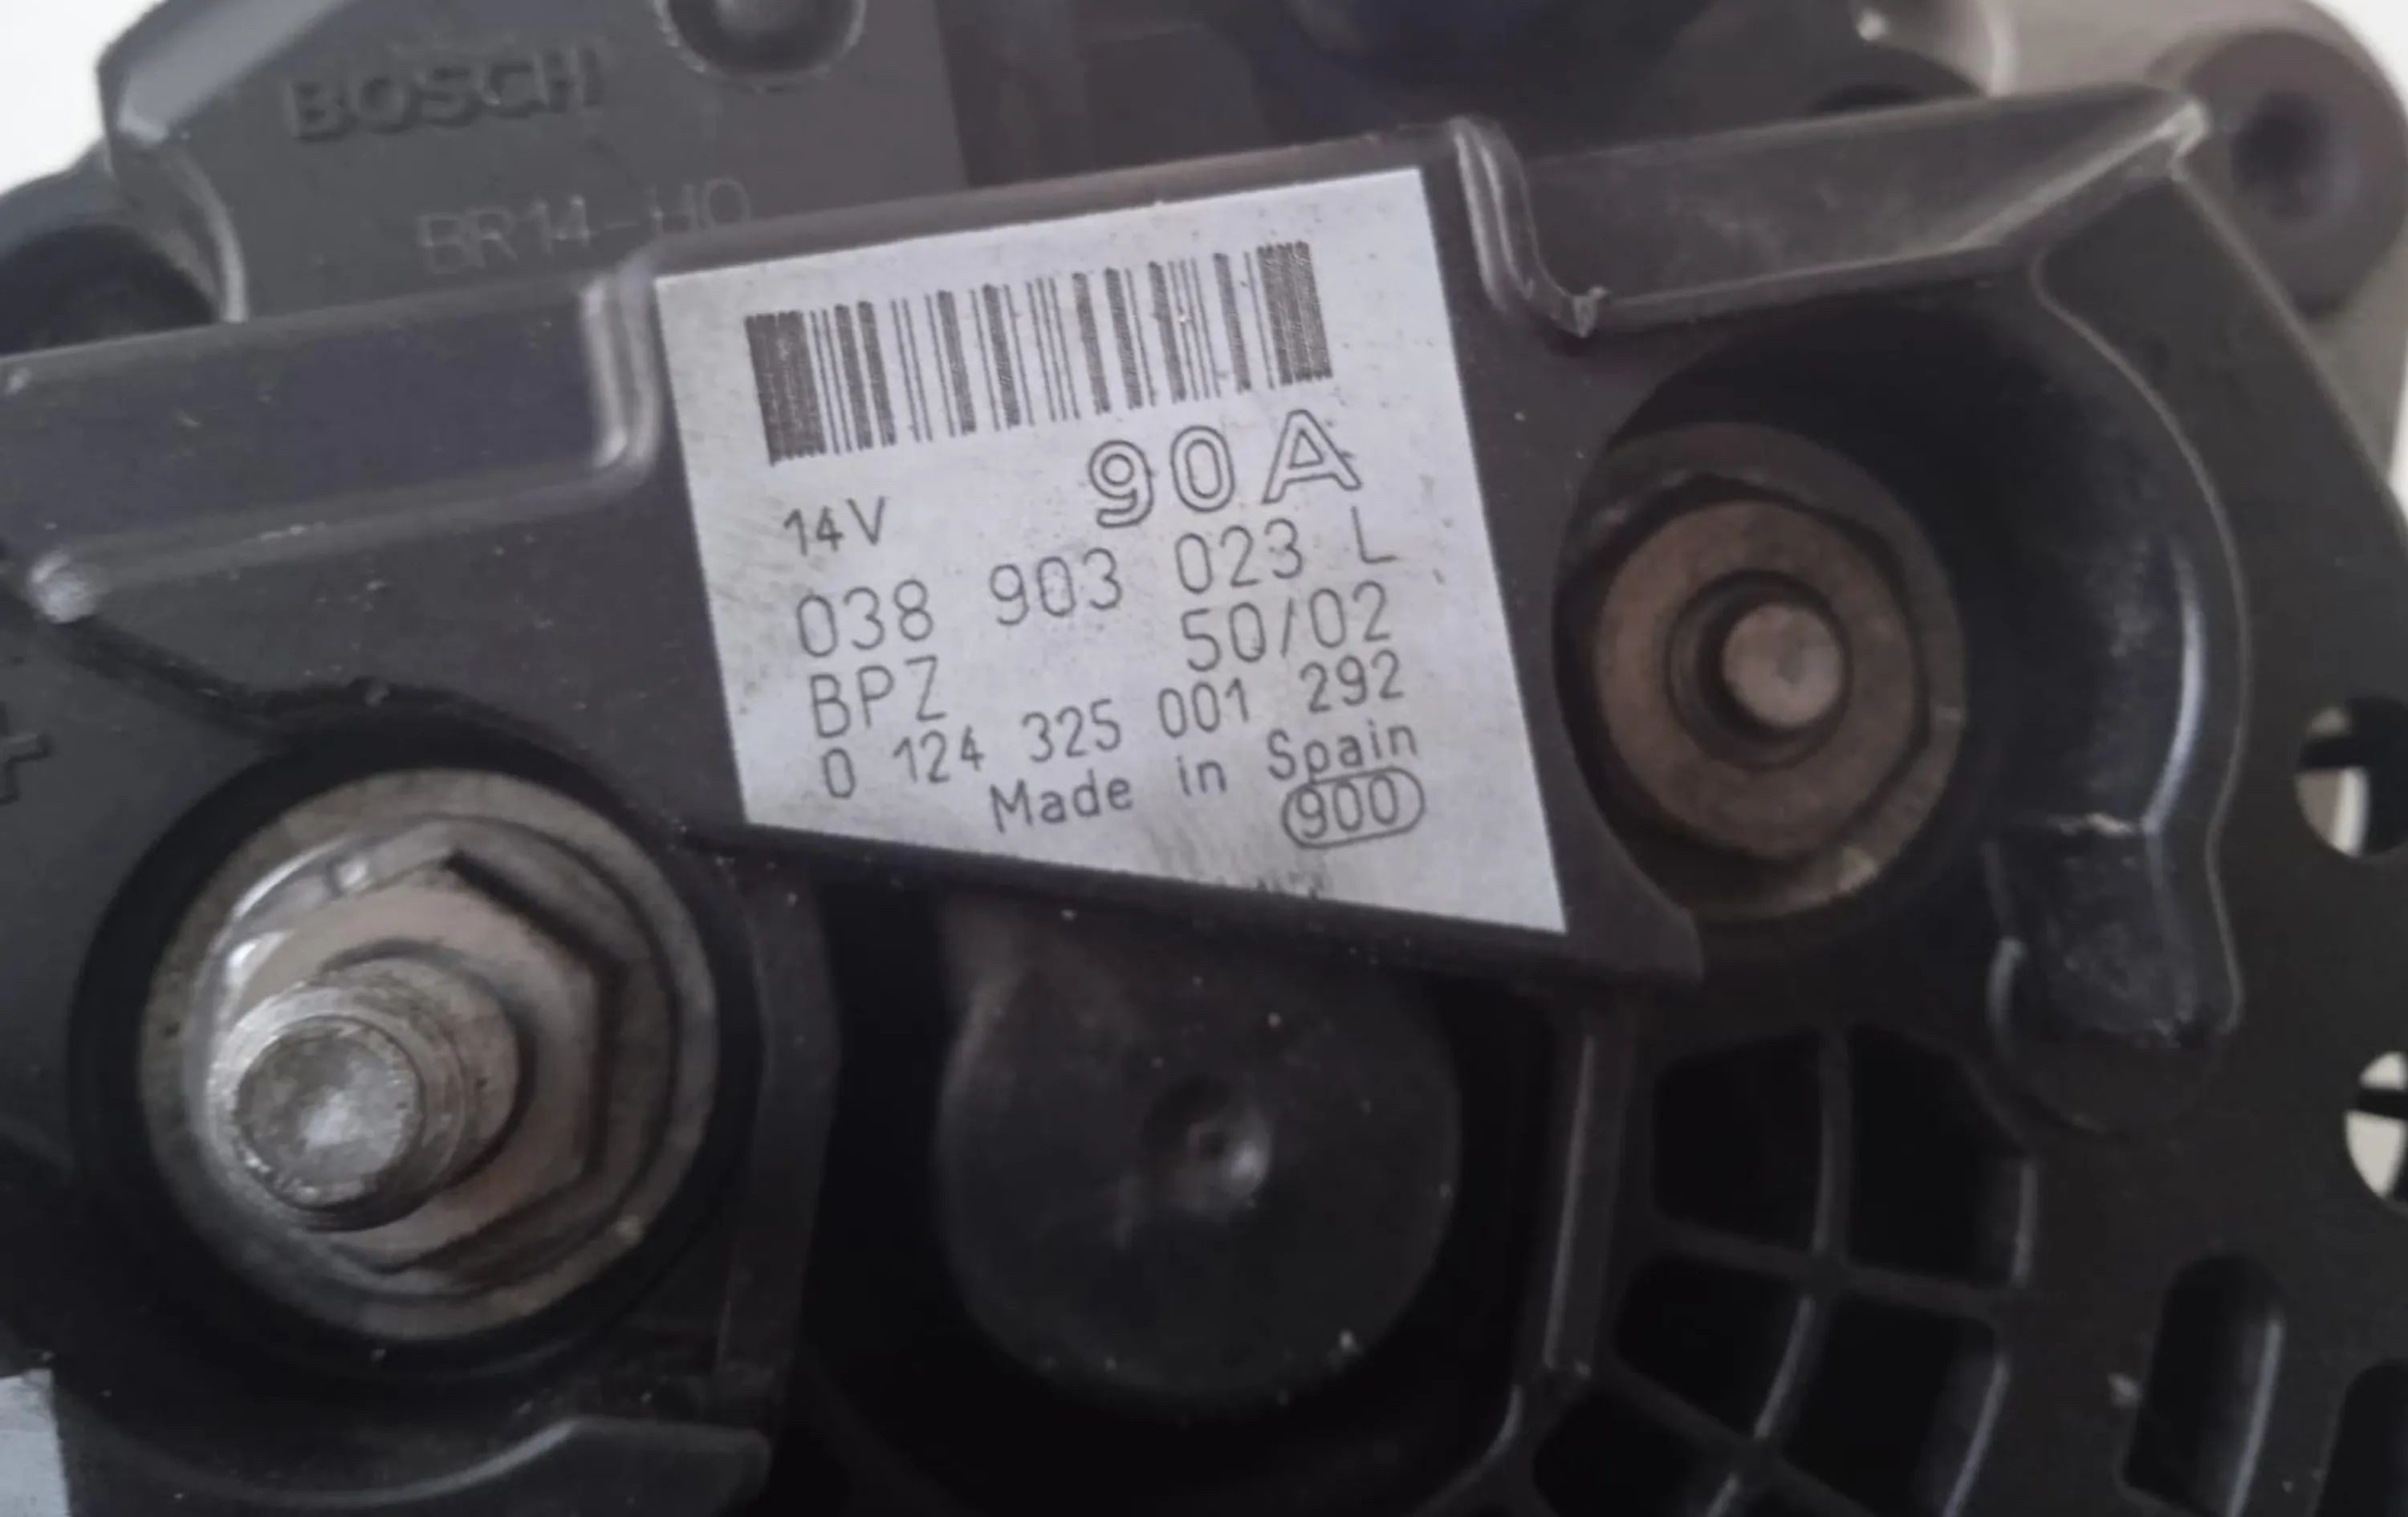 BOSCH
BR14-H0
90A
14V
038 903 023 L
BPZ 50/02
0 124 325 001 292
Made in Spain
900
+